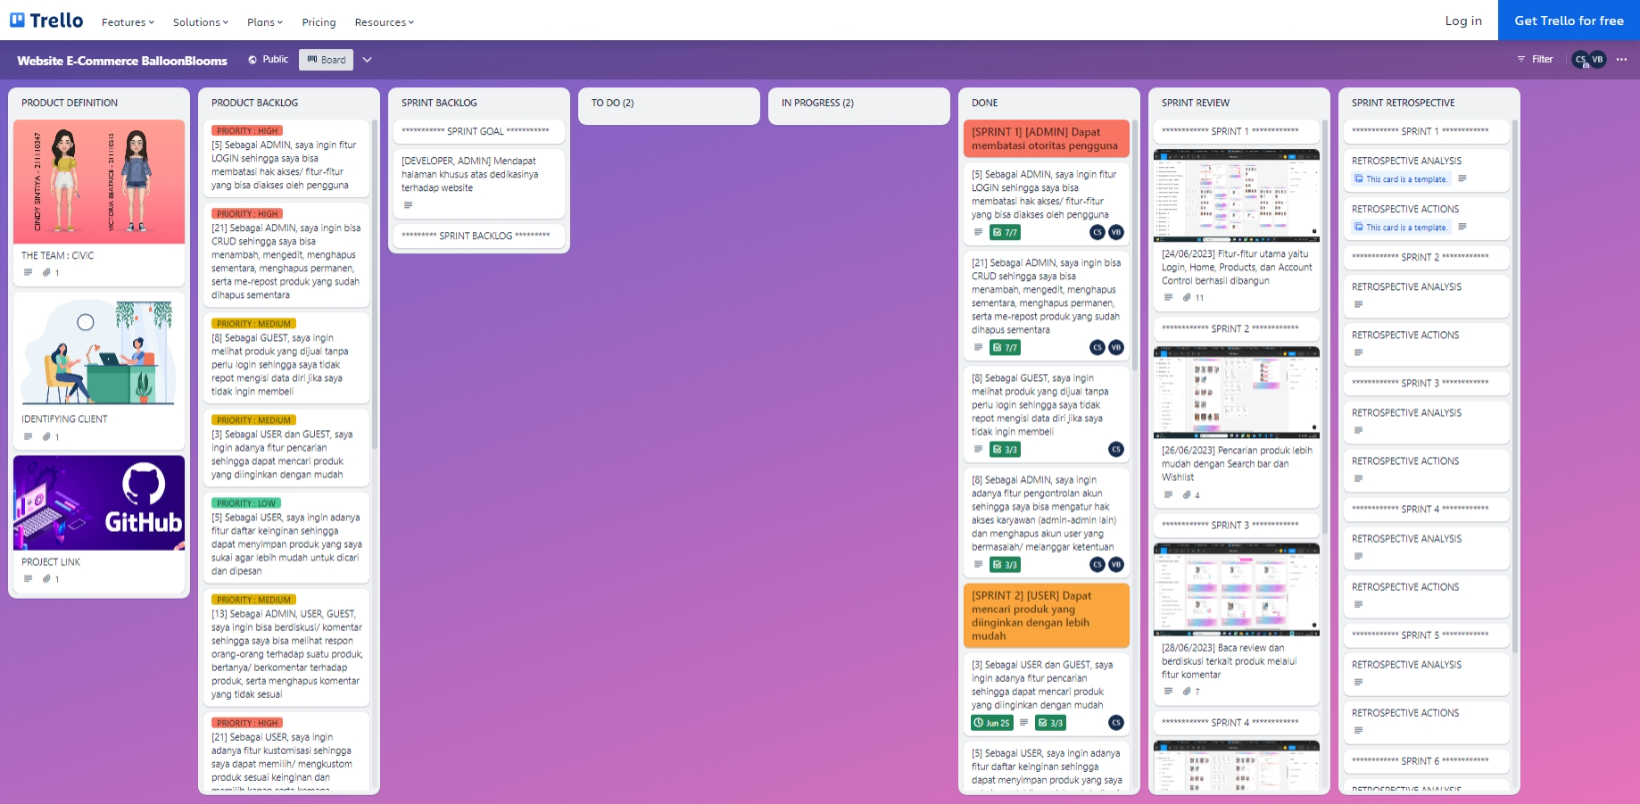 Trello
Features
Solutions
Plans
Pricing
Resources
Log in
Get Trello for free
Website E-Commerce BalloonBlooms
Public
Board
Filter
CS
VB
PRODUCT DEFINITION
CINDY SINTIYA - 211110347
VICTORIA BEATRICE
THE TEAM : CIVIC
1
IDENTIFYING CLIENT
1
GitHub
PROJECT LINK
1
PRODUCT BACKLOG
PRIORITY : HIGH
[5] Sebagai ADMIN, saya ingin fitur
LOGIN sehingga saya bisa
membatasi hak akses/ fitur-fitur
yang bisa diakses oleh pengguna
PRIORITY : HIGH
[21] Sebagai ADMIN, saya ingin bisa
CRUD sehingga saya bisa
menambah, mengedit, menghapus
sementara, menghapus permanen,
serta me-repost produk yang sudah
dihapus sementara
PRIORITY : MEDIUM
[8] Sebagai GUEST, saya ingin
melihat produk yang dijual tanpa
perlu login sehingga saya tidak
repot mengisi data diri jika saya
tidak ingin membeli
PRIORITY : MEDIUM
[3] Sebagai USER dan GUEST, saya
ingin adanya fitur pencarian
sehingga dapat mencari produk
yang diinginkan dengan mudah
PRIORITY : LOW
[5] Sebagai USER, saya ingin adanya
fitur daftar keinginan sehingga
dapat menyimpan produk yang saya
sukai agar lebih mudah untuk dicari
dan dipesan
PRIORITY : MEDIUM
[13] Sebagai ADMIN, USER, GUEST,
saya ingin bisa berdiskusi/ komentar
sehingga saya bisa melihat respon
orang-orang terhadap suatu produk,
bertanya/ berkomentar terhadap
produk, serta menghapus komentar
yang tidak sesuai
PRIORITY : HIGH
[21] Sebagai USER, saya ingin
adanya fitur kustomisasi sehingga
saya dapat memilih/ mengkustom
produk sesuai keinginan dan
memilih kapan serta kemana
SPRINT BACKLOG
*********** SPRINT GOAL ***********
[DEVELOPER, ADMIN] Mendapat
halaman khusus atas dedikasinya
terhadap website
********* SPRINT BACKLOG *********
TO DO (2)
IN PROGRESS (2)
DONE
[SPRINT 1] [ADMIN] Dapat
membatasi otoritas pengguna
[5] Sebagai ADMIN, saya ingin fitur
LOGIN sehingga saya bisa
membatasi hak akses/ fitur-fitur
yang bisa diakses oleh pengguna
7/7
CS
VB
[21] Sebagai ADMIN, saya ingin bisa
CRUD sehingga saya bisa
menambah, mengedit, menghapus
sementara, menghapus permanen,
serta me-repost produk yang sudah
dihapus sementara
7/7
CS
VB
[8] Sebagai GUEST, saya ingin
melihat produk yang dijual tanpa
perlu login sehingga saya tidak
repot mengisi data diri jika saya
tidak ingin membeli
3/3
CS
[8] Sebagai ADMIN, saya ingin
adanya fitur pengontrolan akun
sehingga saya bisa mengatur hak
akses karyawan (admin-admin lain)
dan menghapus akun user yang
bermasalah/ melanggar ketentuan
3/3
CS
VB
[SPRINT 2] [USER] Dapat
mencari produk yang
diinginkan dengan lebih
mudah
[3] Sebagai USER dan GUEST, saya
ingin adanya fitur pencarian
sehingga dapat mencari produk
yang diinginkan dengan mudah
Jun 25
3/3
CS
[5] Sebagai USER, saya ingin adanya
fitur daftar keinginan sehingga
dapat menyimpan produk yang saya
SPRINT REVIEW
************ SPRINT 1 ************
[24/06/2023] Fitur-fitur utama yaitu
Login, Home, Products, dan Account
Control berhasil dibangun
11
************ SPRINT 2 ************
[26/06/2023] Pencarian produk lebih
mudah dengan Search bar dan
Wishlist
4
************ SPRINT 3 ************
[28/06/2023] Baca review dan
berdiskusi terkait produk melalui
fitur komentar
7
************ SPRINT 4 ************
SPRINT RETROSPECTIVE
************ SPRINT 1 ************
RETROSPECTIVE ANALYSIS
This card is a template.
RETROSPECTIVE ACTIONS
This card is a template.
************ SPRINT 2 ************
RETROSPECTIVE ANALYSIS
RETROSPECTIVE ACTIONS
************ SPRINT 3 ************
RETROSPECTIVE ANALYSIS
RETROSPECTIVE ACTIONS
************ SPRINT 4 ************
RETROSPECTIVE ANALYSIS
RETROSPECTIVE ACTIONS
************ SPRINT 5 ************
RETROSPECTIVE ANALYSIS
RETROSPECTIVE ACTIONS
************ SPRINT 6 ************
RETROSPECTIVE ANALYSIS